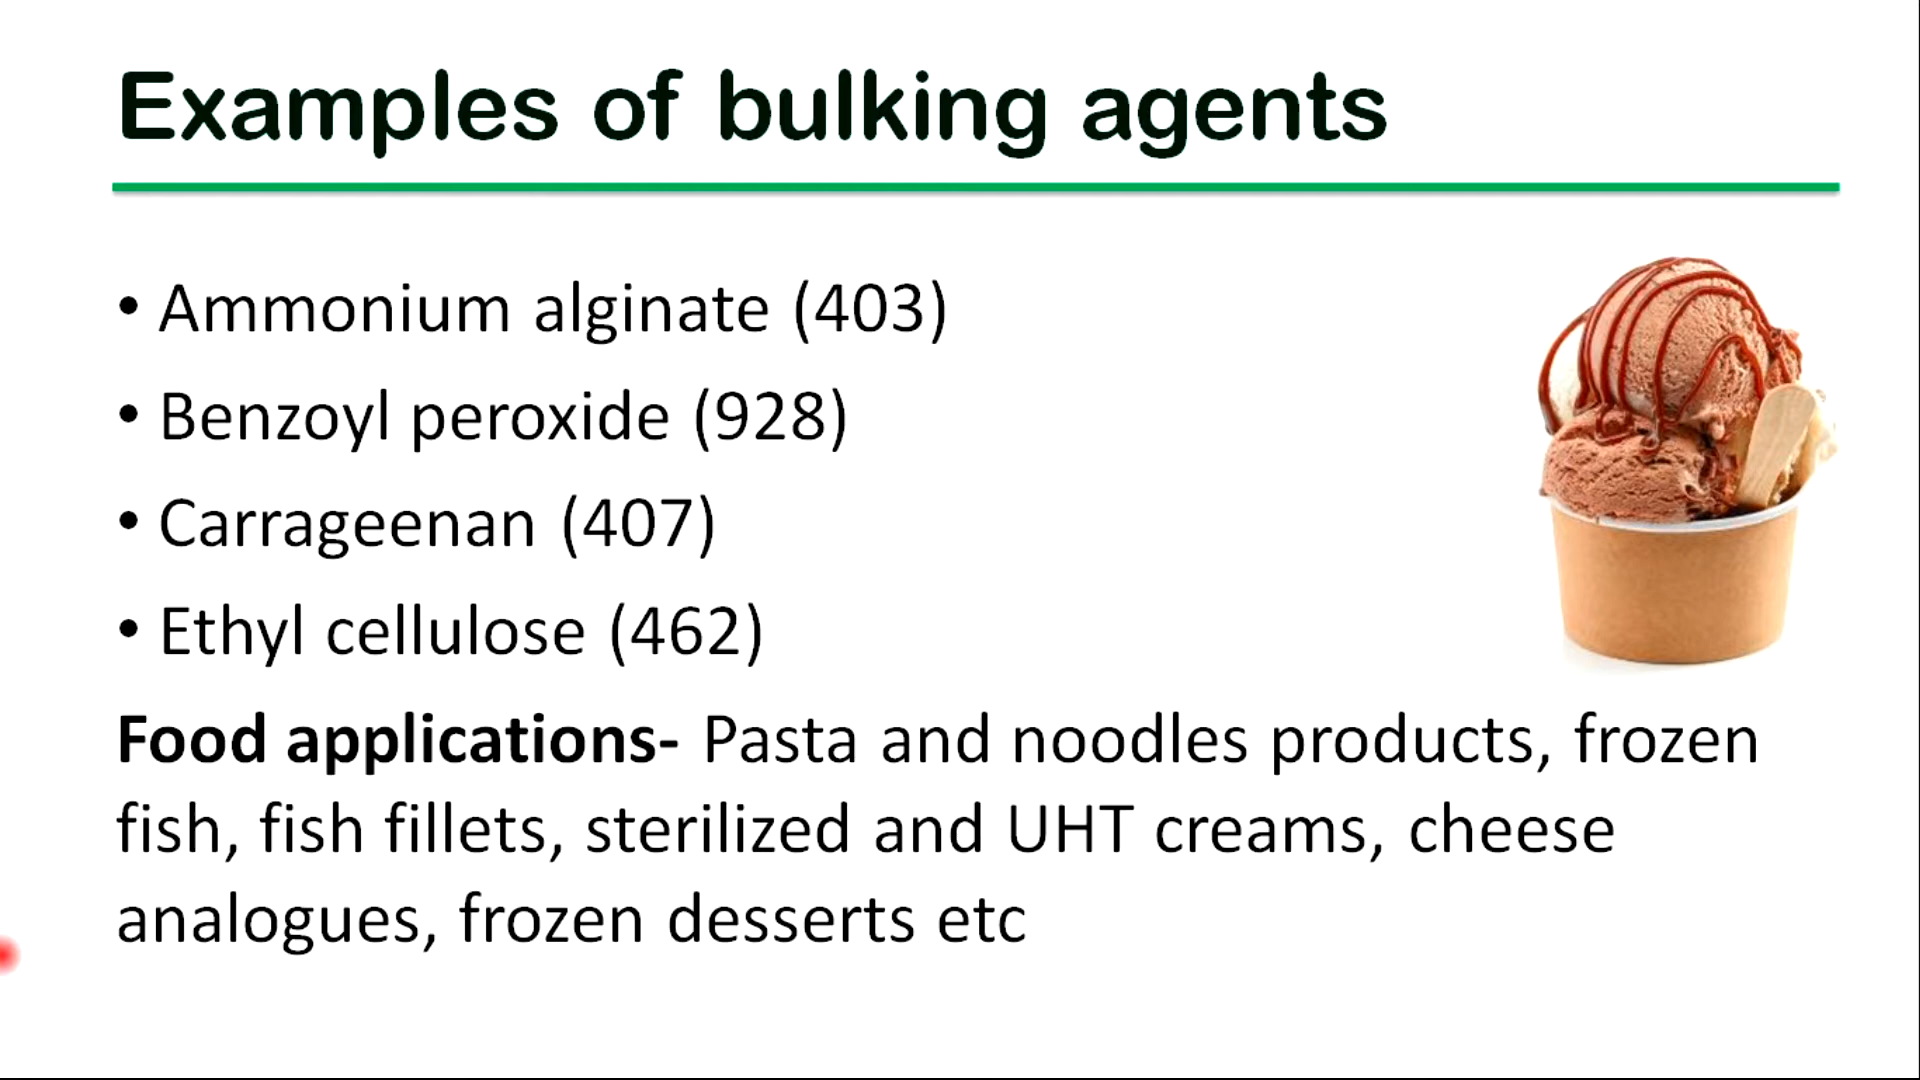 Examples of bulking agents
• Ammonium alginate (403)
• Benzoyl peroxide (928)
• Carrageenan (407)
• Ethyl cellulose (462)
Food applications- Pasta and noodles products, frozen
fish, fish fillets, sterilized and UHT creams, cheese
analogues, frozen desserts etc